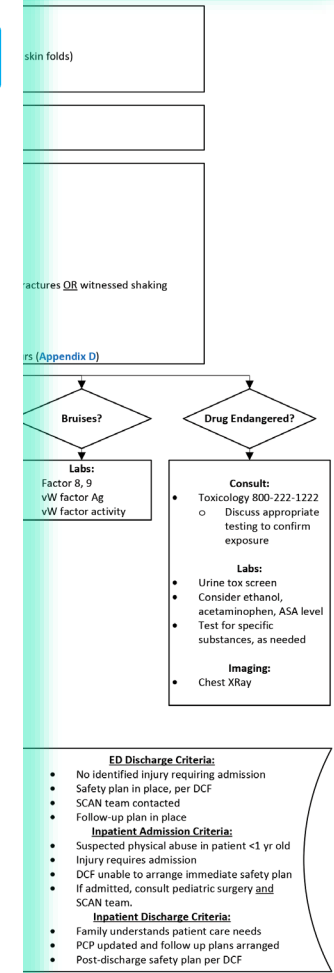 skin folds)
actures OR witnessed shaking
rs (Appendix D)
Bruises?
Drug Endangered?
Labs:
Factor 8, 9
vW factor Ag
vW factor activity
Consult:
• Toxicology 800-222-1222
o Discuss appropriate
testing to confirm
exposure
Labs:
• Urine tox screen
• Consider ethanol,
acetaminophen, ASA level
• Test for specific
substances, as needed
Imaging:
• Chest XRay
ED Discharge Criteria:
• No identified injury requiring admission
• Safety plan in place, per DCF
• SCAN team contacted
• Follow-up plan in place
Inpatient Admission Criteria:
• Suspected physical abuse in patient <1 yr old
• Injury requires admission
• DCF unable to arrange immediate safety plan
• If admitted, consult pediatric surgery and
SCAN team.
Inpatient Discharge Criteria:
• Family understands patient care needs
• PCP updated and follow up plans arranged
• Post-discharge safety plan per DCF